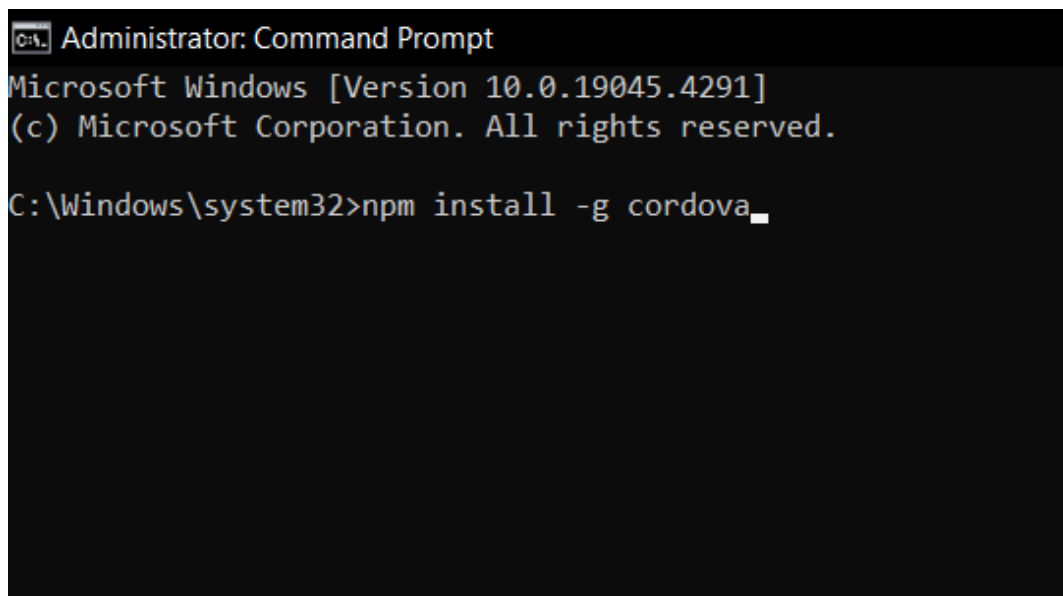 Administrator: Command Prompt
Microsoft Windows [Version 10.0.19045.4291]
(c) Microsoft Corporation. All rights reserved.
C:\Windows\system32>npm install -g cordova